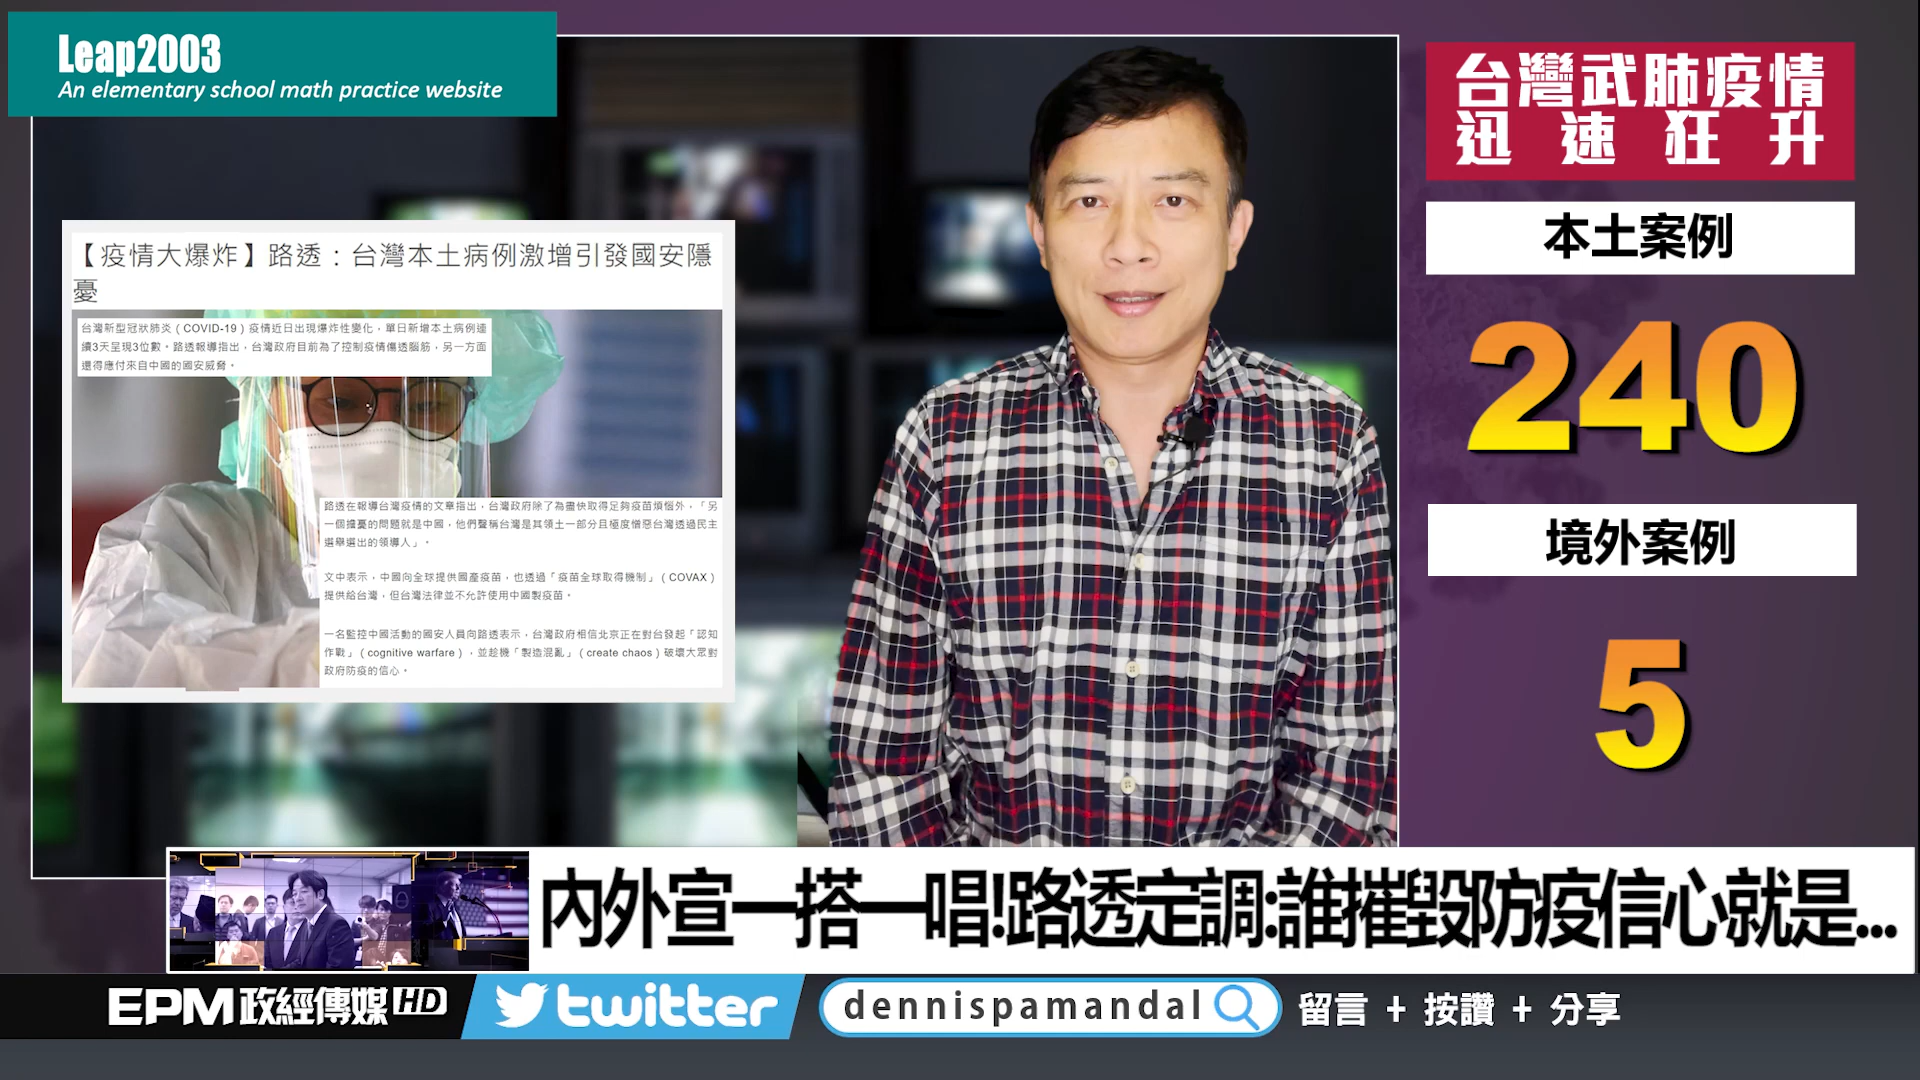 Leap2003
An elementary school math practice website
【疫情大爆炸】路透：台灣本土病例激增引發國安隱
憂
台灣新型冠狀肺炎（COVID-19）疫情近日出現爆炸性變化，單日新增本土病例連
續3天呈現3位數。路透報導指出，台灣政府目前為了控制疫情傷透腦筋，另一方面
還得應付來自中國的國安威脅。
路透在報導台灣疫情的文章指出，台灣政府除了為盡快取得足夠疫苗煩惱外，「另
一個擔憂的問題就是中國，他們聲稱台灣是其領土一部分且極度憎惡台灣透過民主
選舉選出的領導人」。
文中表示，中國向全球提供國產疫苗，也透過「疫苗全球取得機制」（COVAX）
提供給台灣，但台灣法律並不允許使用中國製疫苗。
一名監控中國活動的國安人員向路透表示，台灣政府相信北京正在對台發起「認知
作戰」（cognitive warfare），並趁機「製造混亂」（create chaos）破壞大眾對
政府防疫的信心。
台灣武肺疫情
迅速狂升
本土案例
240
境外案例
5
內外宣一搭一唱!路透定調:誰摧毀防疫信心就是...
EPM政經傳媒HD
twitter
dennispamandal
留言 + 按讚 + 分享